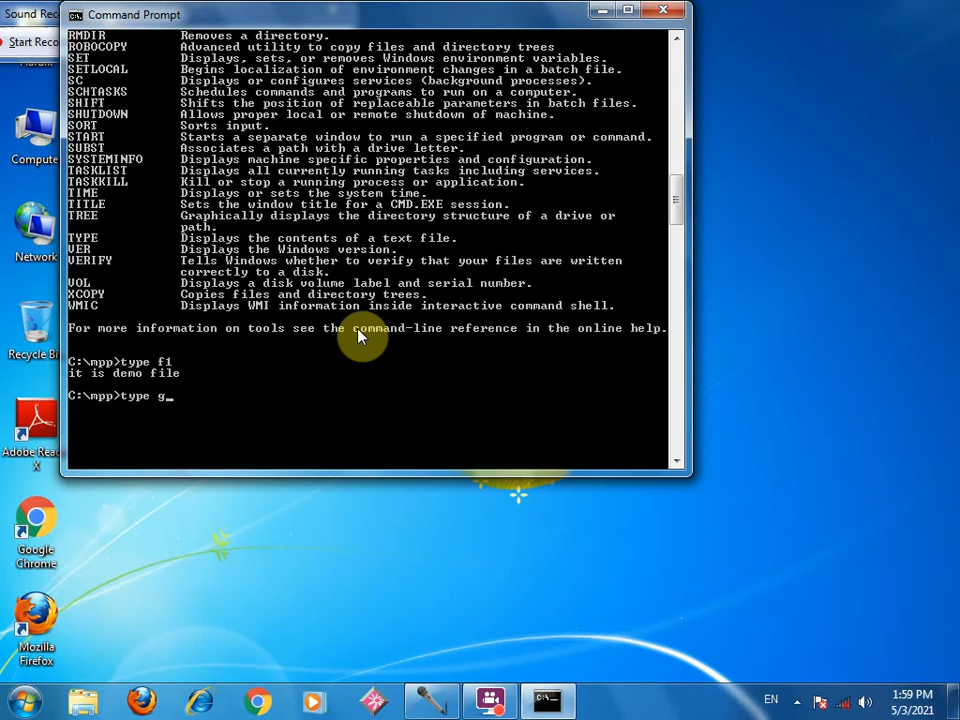 Sound Rec
Command Prompt
Start Reco
RMDIR Removes a directory.
ROBOCOPY Advanced utility to copy files and directory trees
SET Displays, sets, or removes Windows environment variables.
SETLOCAL Begins localization of environment changes in a batch file.
SC Displays or configures services (background processes).
SCHTASKS Schedules commands and programs to run on a computer.
SHIFT Shifts the position of replaceable parameters in batch files.
SHUTDOWN Allows proper local or remote shutdown of machine.
SORT Sorts input.
START Starts a separate window to run a specified program or command.
SUBST Associates a path with a drive letter.
SYSTEMINFO Displays machine specific properties and configuration.
TASKLIST Displays all currently running tasks including services.
TASKKILL Kill or stop a running process or application.
TIME Displays or sets the system time.
TITLE Sets the window title for a CMD.EXE session.
TREE Graphically displays the directory structure of a drive or
path.
TYPE Displays the contents of a text file.
VER Displays the Windows version.
VERIFY Tells Windows whether to verify that your files are written
correctly to a disk.
VOL Displays a disk volume label and serial number.
XCOPY Copies files and directory trees.
WMIC Displays WMI information inside interactive command shell.
For more information on tools see the command-line reference in the online help.
C:\mpp>type f1
it is demo file
C:\mpp>type g_
Compute
Network
Recycle Bi
Adobe Rea
X
Google
Chrome
Mozilla
Firefox
EN
1:59 PM
5/3/2021